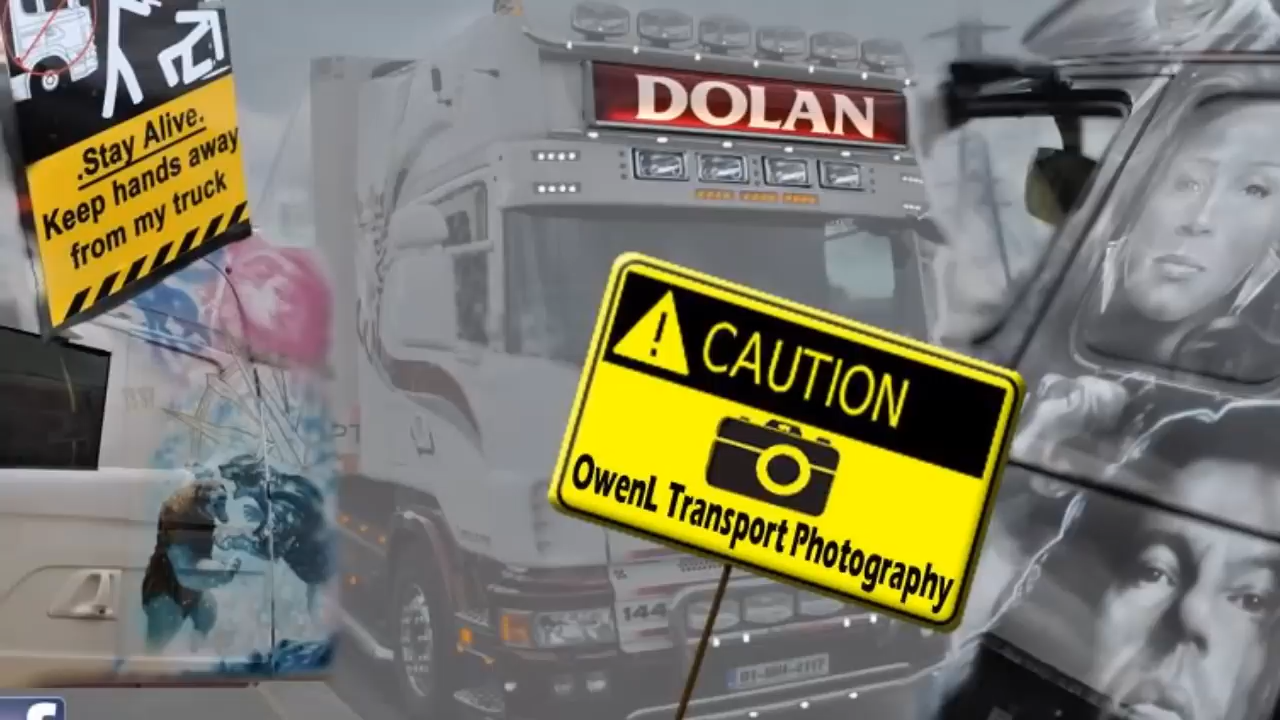 .Stay Alive.
Keep hands away
from my truck
DOLAN
CAUTION
OwenL Transport Photography
144
f